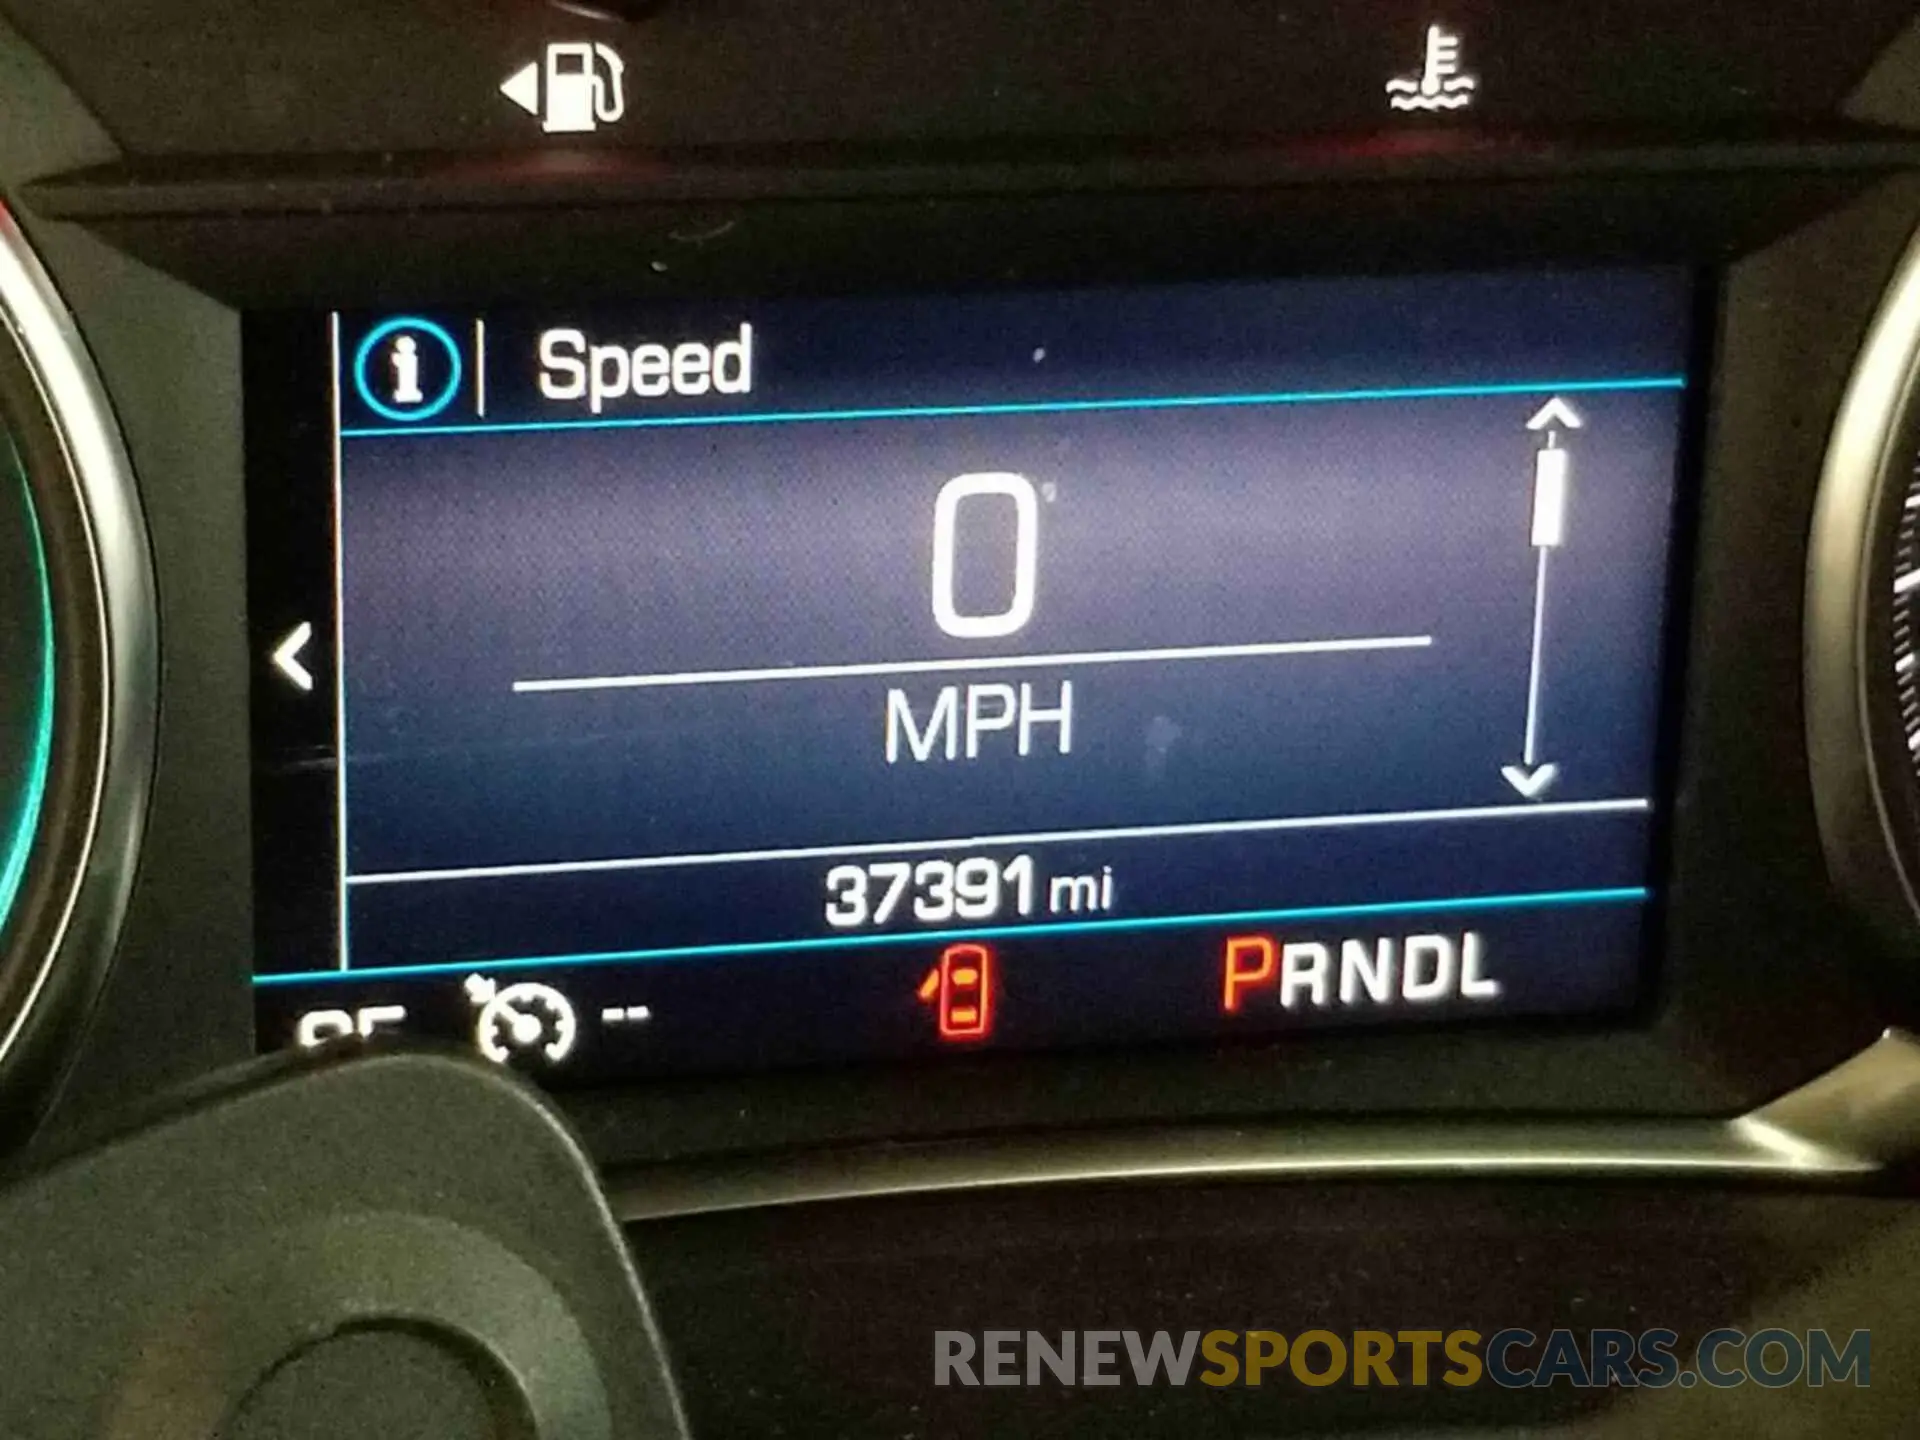 Speed
0
MPH
37391 mi
--
PRNDL
RENEWSPORTSCARS.COM